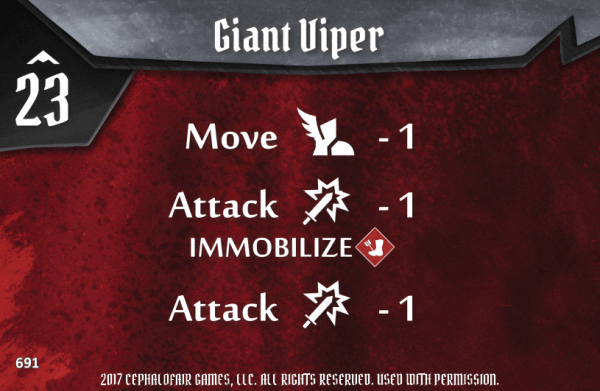 Giant Viper
23
Move - 1
Attack - 1
IMMOBILIZE
Attack - 1
691
2017 CEPHALOFAIR GAMES, LLC. ALL RIGHTS RESERVED. USED WITH PERMISSION.